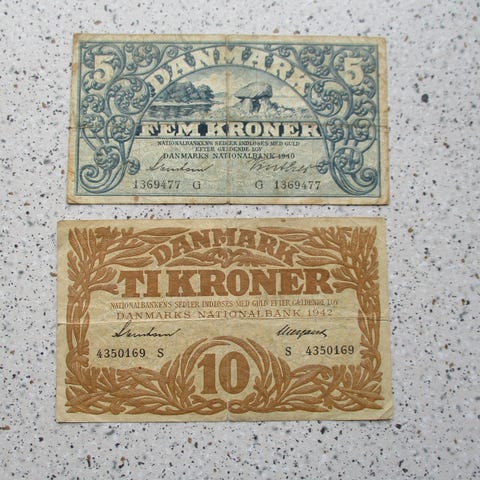 5 DANMARK 5
FEM KRONER
NATIONALBANKENS SEDLER INDLØSES MED GULD
EFTER GÆLDENDE LOV
DANMARKS NATIONALBANK 1940
1369477 G G 1369477
DANMARK
TI KRONER
NATIONALBANKENS SEDLER INDLØSES MED GULD EFTER GÆLDENDE LOV
DANMARKS NATIONALBANK 1942
4350169 S S 4350169
10